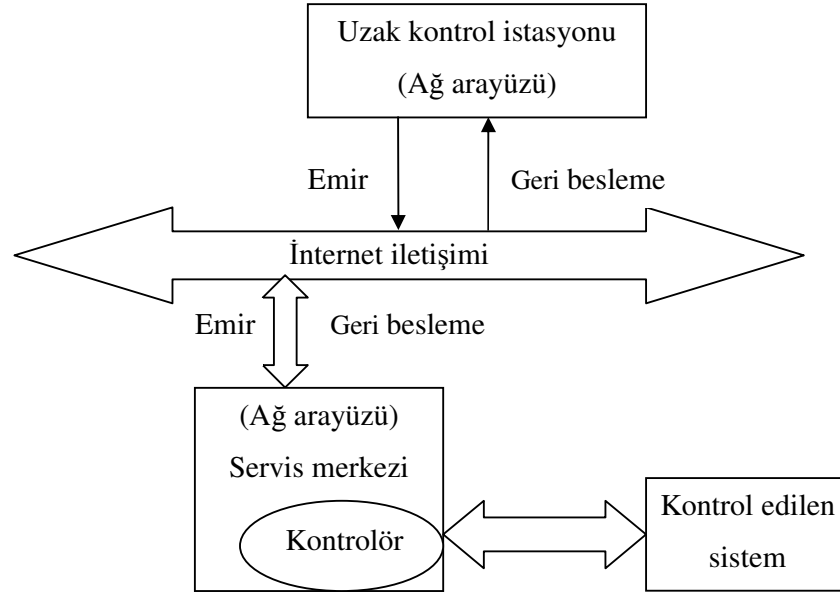 Uzak kontrol istasyonu
(Ağ arayüzü)
Emir
Geri besleme
İnternet iletişimi
Emir
Geri besleme
(Ağ arayüzü)
Servis merkezi
Kontrolör
Kontrol edilen
sistem